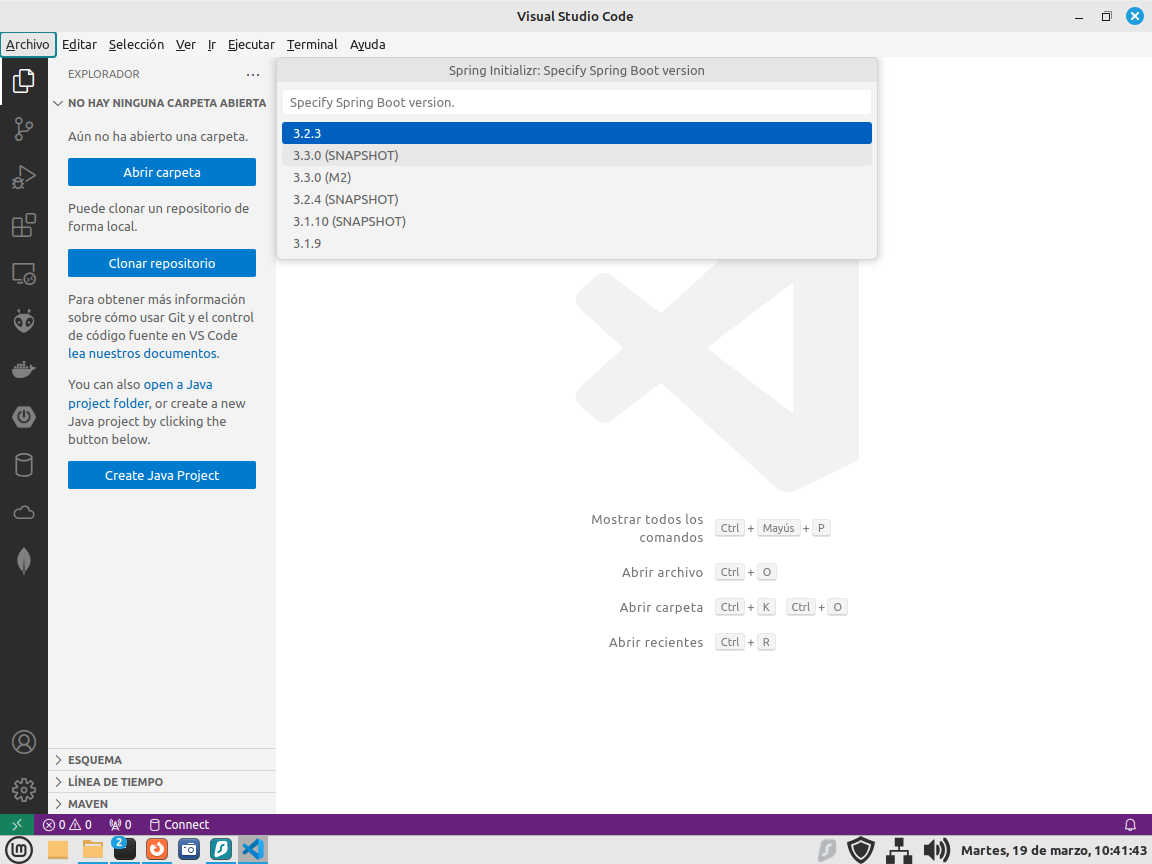 Visual Studio Code
Archivo Editar Selección Ver Ir Ejecutar Terminal Ayuda
EXPLORADOR
NO HAY NINGUNA CARPETA ABIERTA
Aún no ha abierto una carpeta.
Abrir carpeta
Puede clonar un repositorio de
forma local.
Clonar repositorio
Para obtener más información
sobre cómo usar Git y el control
de código fuente en VS Code
lea nuestros documentos.
You can also open a Java
project folder, or create a new
Java project by clicking the
button below.
Create Java Project
ESQUEMA
LÍNEA DE TIEMPO
MAVEN
Spring Initializr: Specify Spring Boot version
Specify Spring Boot version.
3.2.3
3.3.0 (SNAPSHOT)
3.3.0 (M2)
3.2.4 (SNAPSHOT)
3.1.10 (SNAPSHOT)
3.1.9
Mostrar todos los
comandos Ctrl + Mayús + P
Abrir archivo Ctrl + O
Abrir carpeta Ctrl + K Ctrl + O
Abrir recientes Ctrl + R
0 0 0 Connect
2
Martes, 19 de marzo, 10:41:43